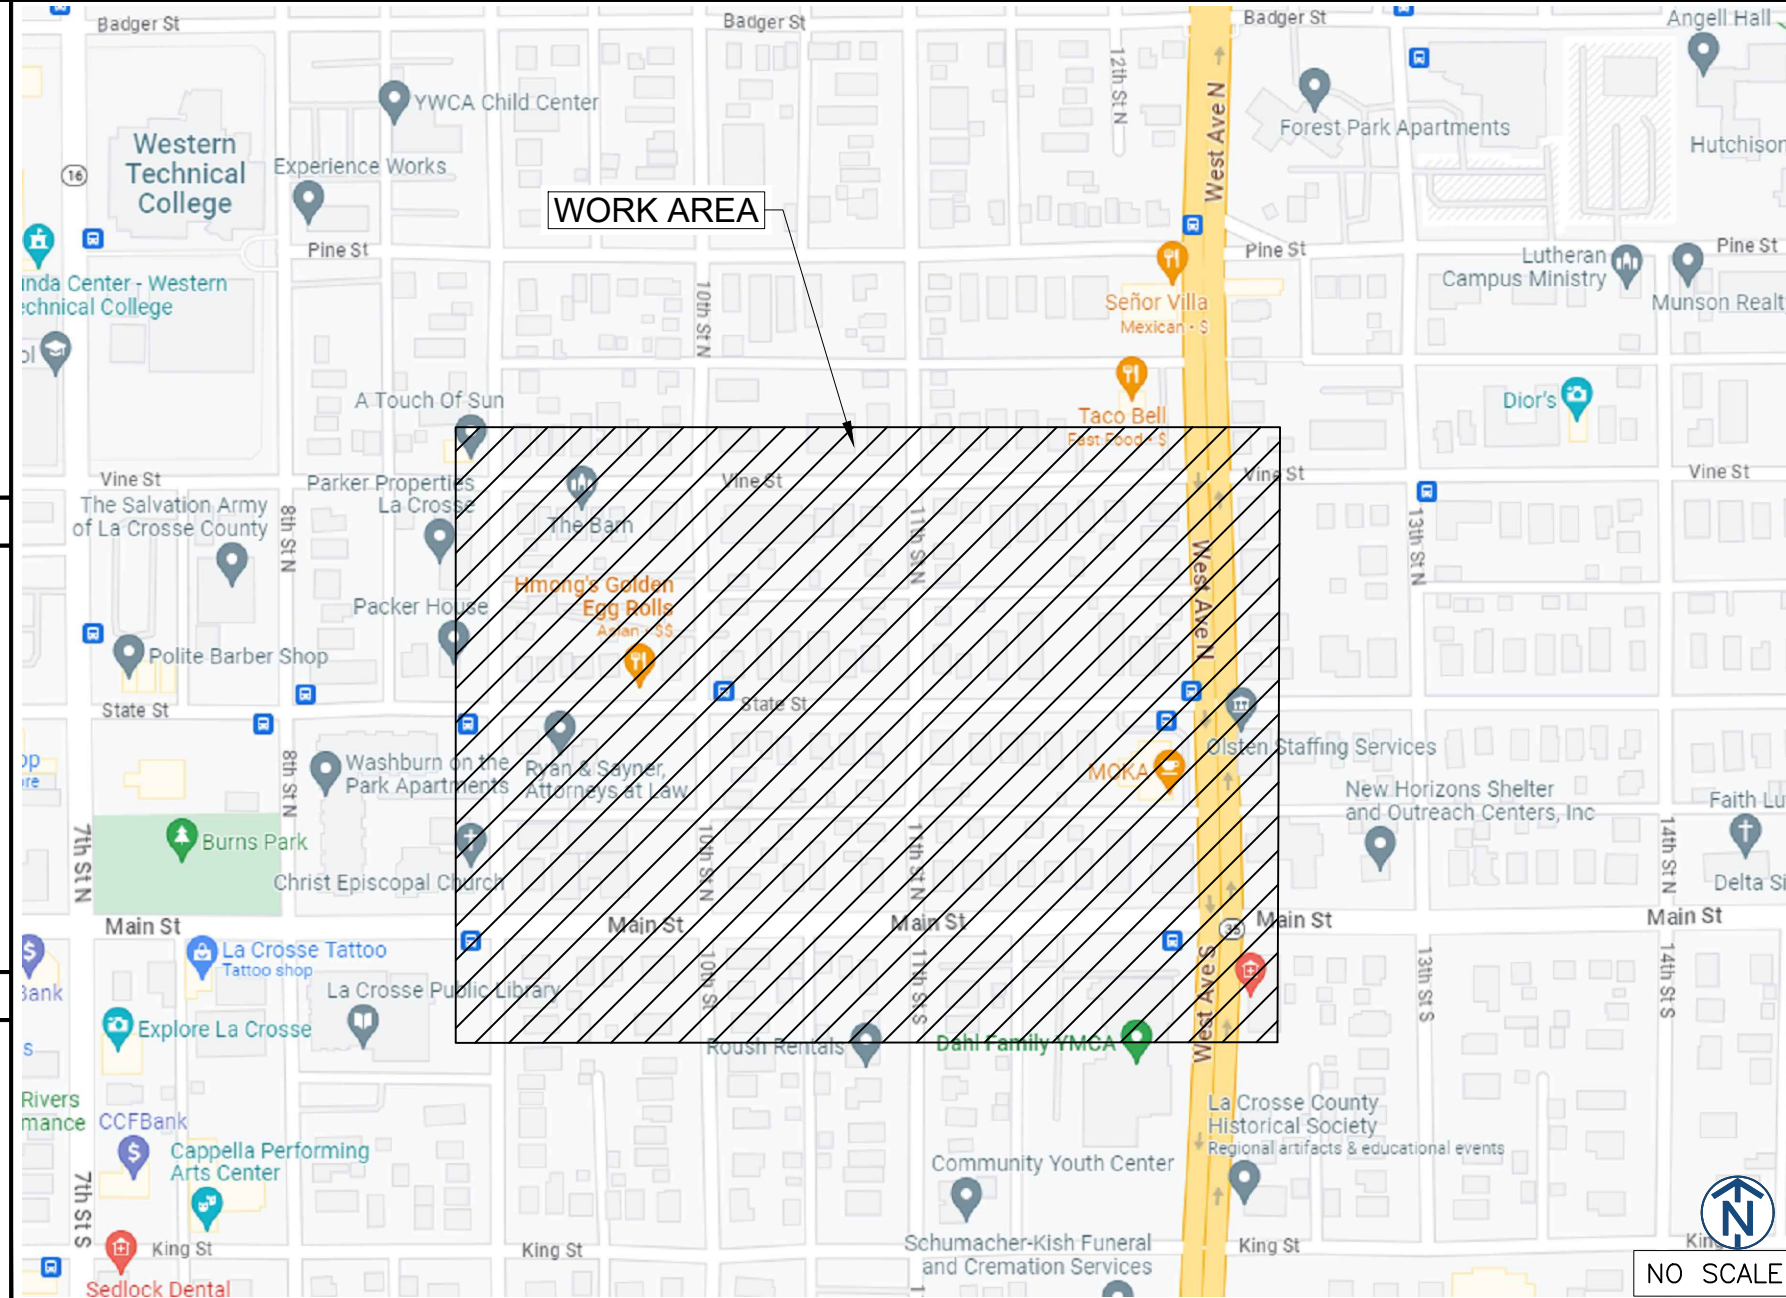 Badger St
Badger St
Badger St
Angell Hall
YWCA Child Center
12th St N
West Ave N
Forest Park Apartments
Hutchison
Western
Technical
College
16
Experience Works
WORK AREA
Pine St
Pine St
Pine St
Lutheran
Campus Ministry
Munson Realt
nda Center - Western
echnical College
10th St N
Señor Villa
Mexican · $
ol
A Touch Of Sun
Taco Bell
Fast Food · $
Dior's
Vine St
Vine St
Vine St
Vine St
Parker Properties
La Crosse
The Salvation Army
of La Crosse County
8th St N
The Barn
11th St N
13th St N
West Ave N
Hmong's Golden
Egg Rolls
Asian · $$
Packer House
Polite Barber Shop
State St
State St
8th St N
Washburn on the
Park Apartments
Ryan & Sayner,
Attorneys at Law
MOKA
Olsten Staffing Services
New Horizons Shelter
and Outreach Centers, Inc
Faith Lu
op
re
7th St N
Burns Park
10th St N
11th St N
14th St N
Christ Episcopal Church
Delta Si
Main St
Main St
Main St
35
Main St
Main St
La Crosse Tattoo
Tattoo shop
Bank
La Crosse Public Library
10th St
11th St S
West Ave S
13th St S
14th St S
Explore La Crosse
s
Roush Rentals
Dahl Family YMCA
Rivers
mance
CCFBank
La Crosse County
Historical Society
Regional artifacts & educational events
Cappella Performing
Arts Center
Community Youth Center
7th St S
King St
King St
Schumacher-Kish Funeral
and Cremation Services
King St
King
N
Sedlock Dental
1
NO SCALE